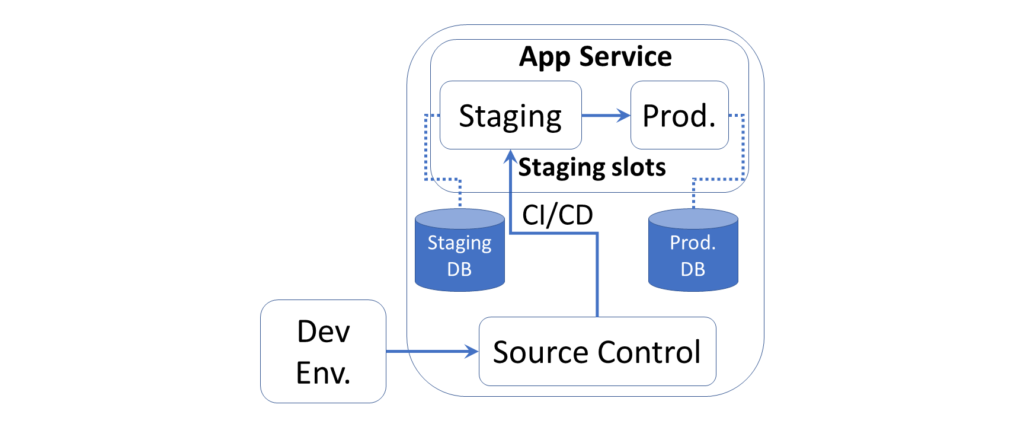 App Service
Staging
Prod.
Staging slots
CI/CD
Staging
DB
Prod.
DB
Dev
Env.
Source Control